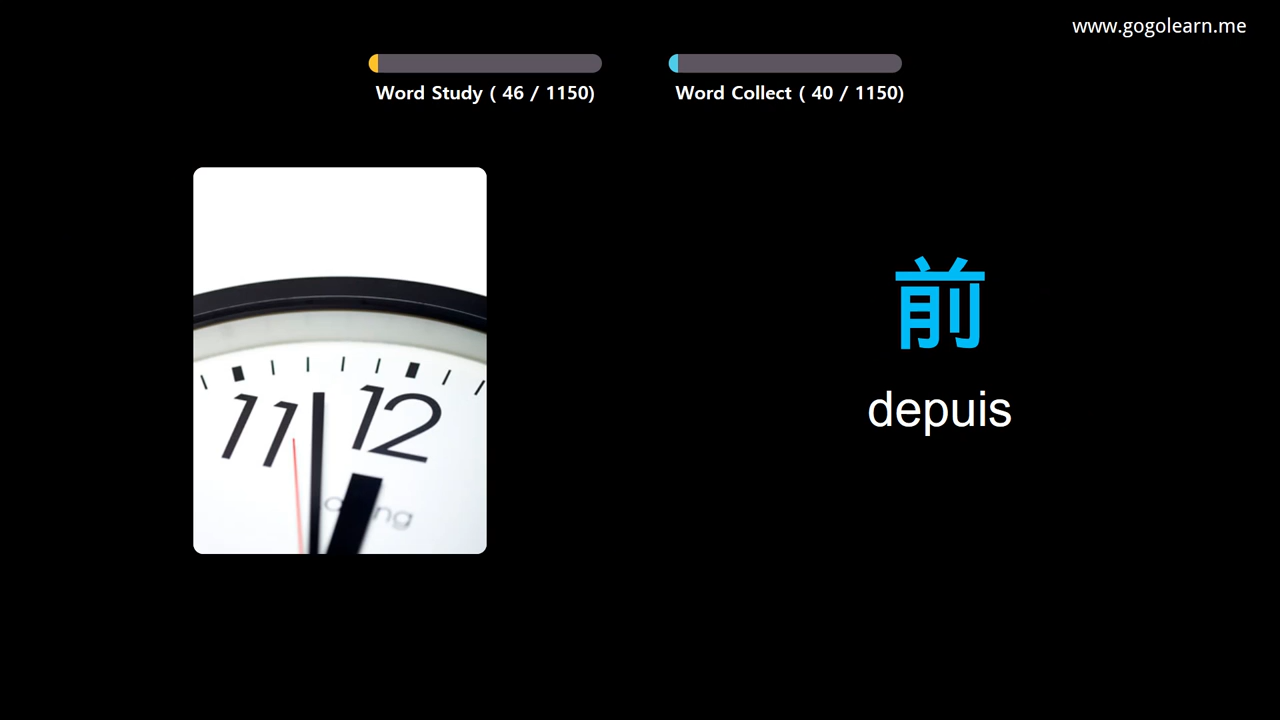 www.gogolearn.me
Word Study ( 46 / 1150)
Word Collect ( 40 / 1150)
11
12
前
depuis